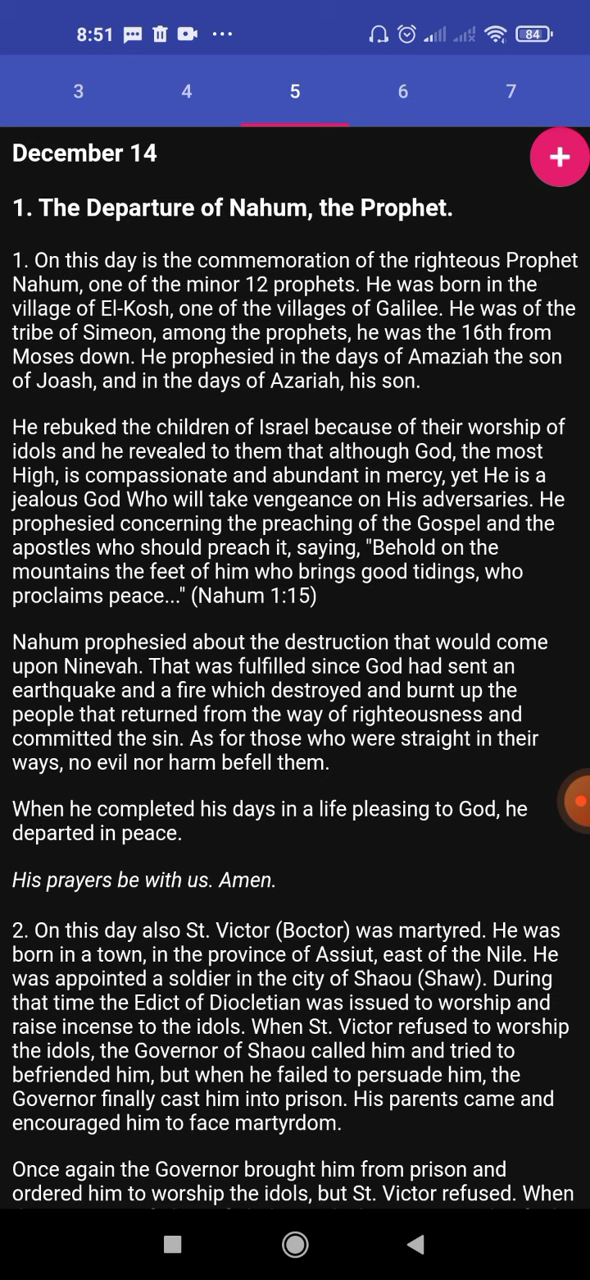 8:51
84
3 4 5 6 7
December 14
+
1. The Departure of Nahum, the Prophet.
1. On this day is the commemoration of the righteous Prophet
Nahum, one of the minor 12 prophets. He was born in the
village of El-Kosh, one of the villages of Galilee. He was of the
tribe of Simeon, among the prophets, he was the 16th from
Moses down. He prophesied in the days of Amaziah the son
of Joash, and in the days of Azariah, his son.
He rebuked the children of Israel because of their worship of
idols and he revealed to them that although God, the most
High, is compassionate and abundant in mercy, yet He is a
jealous God Who will take vengeance on His adversaries. He
prophesied concerning the preaching of the Gospel and the
apostles who should preach it, saying, "Behold on the
mountains the feet of him who brings good tidings, who
proclaims peace..." (Nahum 1:15)
Nahum prophesied about the destruction that would come
upon Ninevah. That was fulfilled since God had sent an
earthquake and a fire which destroyed and burnt up the
people that returned from the way of righteousness and
committed the sin. As for those who were straight in their
ways, no evil nor harm befell them.
When he completed his days in a life pleasing to God, he
departed in peace.
His prayers be with us. Amen.
2. On this day also St. Victor (Boctor) was martyred. He was
born in a town, in the province of Assiut, east of the Nile. He
was appointed a soldier in the city of Shaou (Shaw). During
that time the Edict of Diocletian was issued to worship and
raise incense to the idols. When St. Victor refused to worship
the idols, the Governor of Shaou called him and tried to
befriended him, but when he failed to persuade him, the
Governor finally cast him into prison. His parents came and
encouraged him to face martyrdom.
Once again the Governor brought him from prison and
ordered him to worship the idols, but St. Victor refused. When